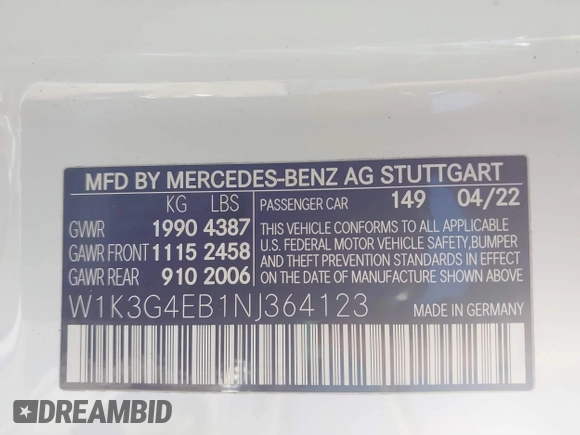 MFD BY MERCEDES-BENZ AG STUTTGART
KG LBS PASSENGER CAR 149 04/22
GVWR 1990 4387
GAWR FRONT 1115 2458
GAWR REAR 910 2006
THIS VEHICLE CONFORMS TO ALL APPLICABLE
U.S. FEDERAL MOTOR VEHICLE SAFETY, BUMPER
AND THEFT PREVENTION STANDARDS IN EFFECT
ON THE DATE OF MANUFACTURE SHOWN ABOVE.
W1K3G4EB1NJ364123
MADE IN GERMANY
DREAMBID